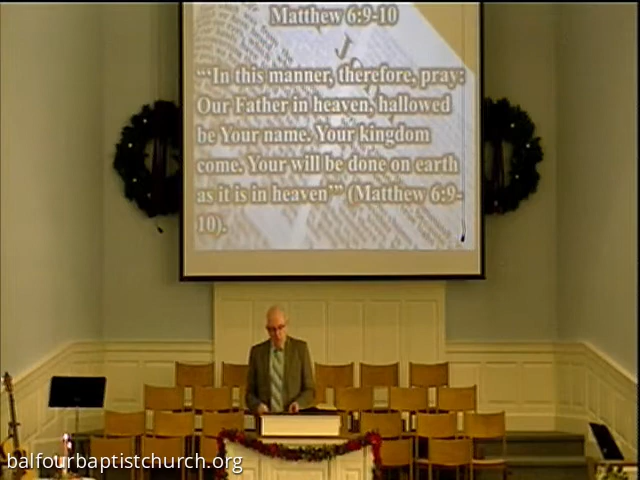 Matthew 6:9-10
"'In this manner, therefore, pray:
Our Father in heaven, hallowed
be Your name. Your kingdom
come. Your will be done on earth
as it is in heaven'" (Matthew 6:9-
10).
balfourbaptistchurch.org